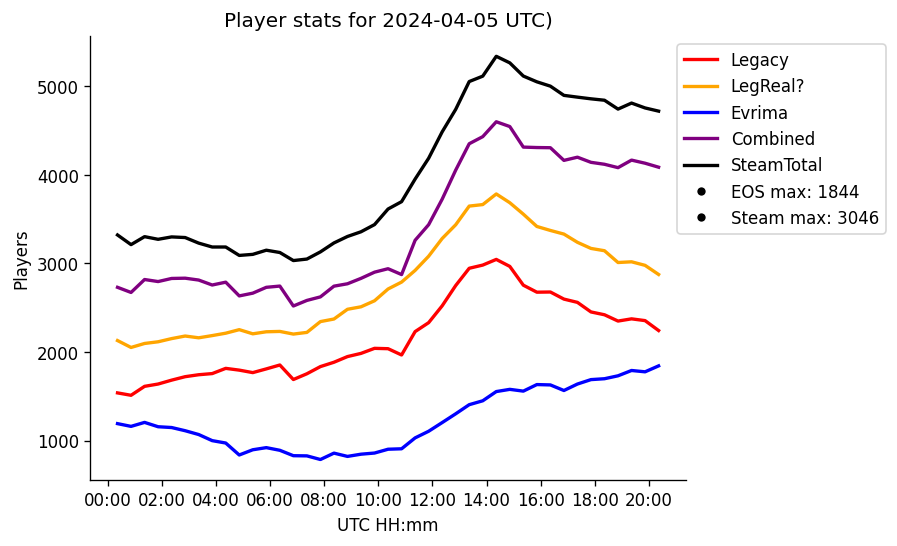 Player stats for 2024-04-05 UTC)
Legacy
LegReal?
Evrima
Combined
SteamTotal
EOS max: 1844
Steam max: 3046
Players
5000
4000
3000
2000
1000
00:00 02:00 04:00 06:00 08:00 10:00 12:00 14:00 16:00 18:00 20:00
UTC HH:mm